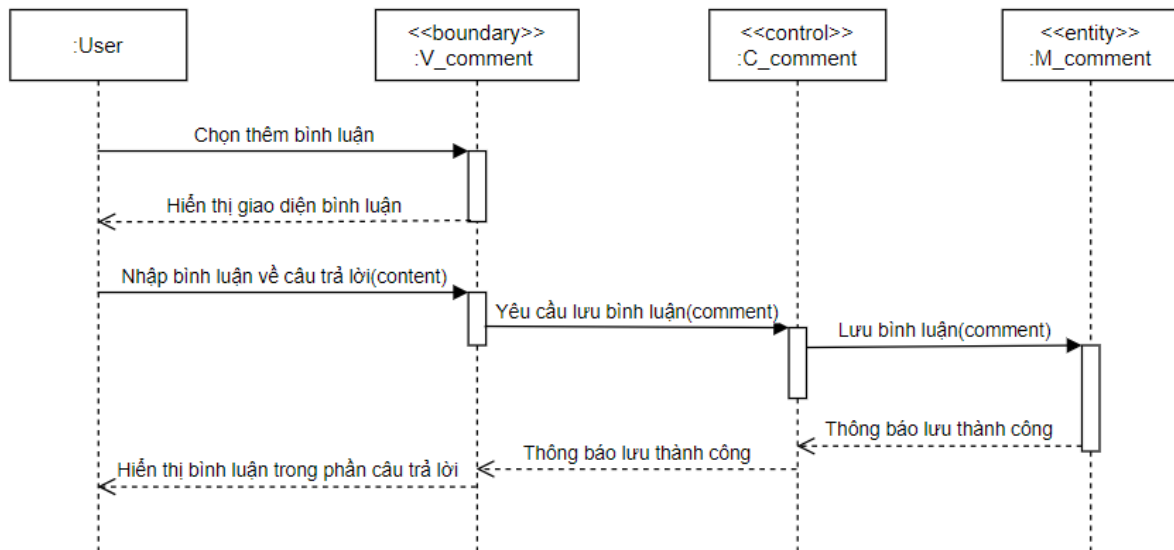 :User
<<boundary>>
:V_comment
<<control>>
:C_comment
<<entity>>
:M_comment
Chọn thêm bình luận
Hiển thị giao diện bình luận
Nhập bình luận về câu trả lời(content)
Yêu cầu lưu bình luận(comment)
Lưu bình luận(comment)
Thông báo lưu thành công
Thông báo lưu thành công
Hiển thị bình luận trong phần câu trả lời